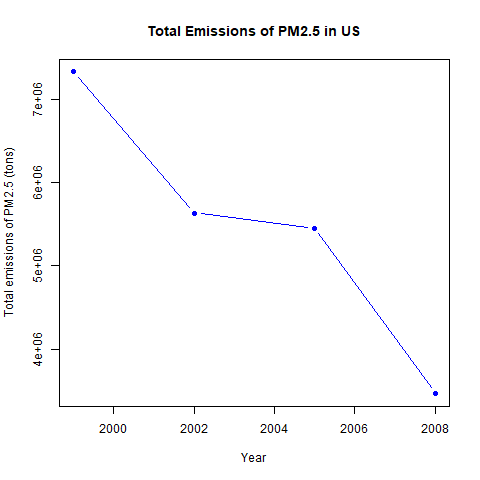 Total Emissions of PM2.5 in US
Total emissions of PM2.5 (tons)
7e+06
6e+06
5e+06
4e+06
2000 2002 2004 2006 2008
Year